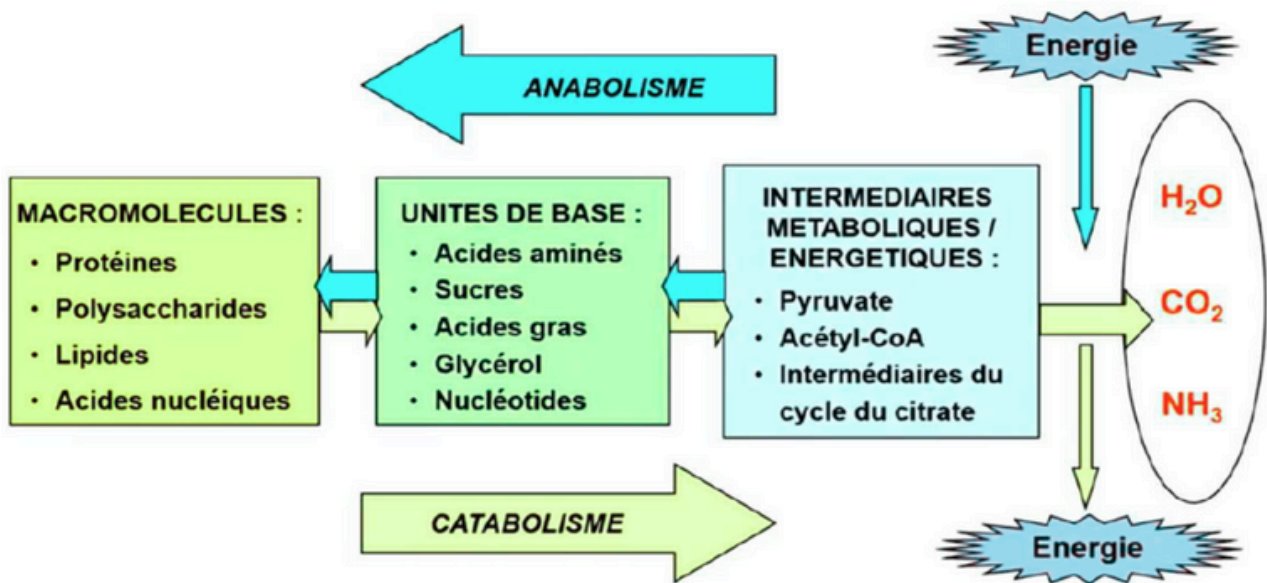 ANABOLISME
Energie
MACROMOLECULES :
• Protéines
• Polysaccharides
• Lipides
• Acides nucléiques
UNITES DE BASE :
• Acides aminés
• Sucres
• Acides gras
• Glycérol
• Nucléotides
INTERMEDIAIRES
METABOLIQUES /
ENERGETIQUES :
• Pyruvate
• Acétyl-CoA
• Intermédiaires du
cycle du citrate
H₂O
CO₂
NH₃
CATABOLISME
Energie